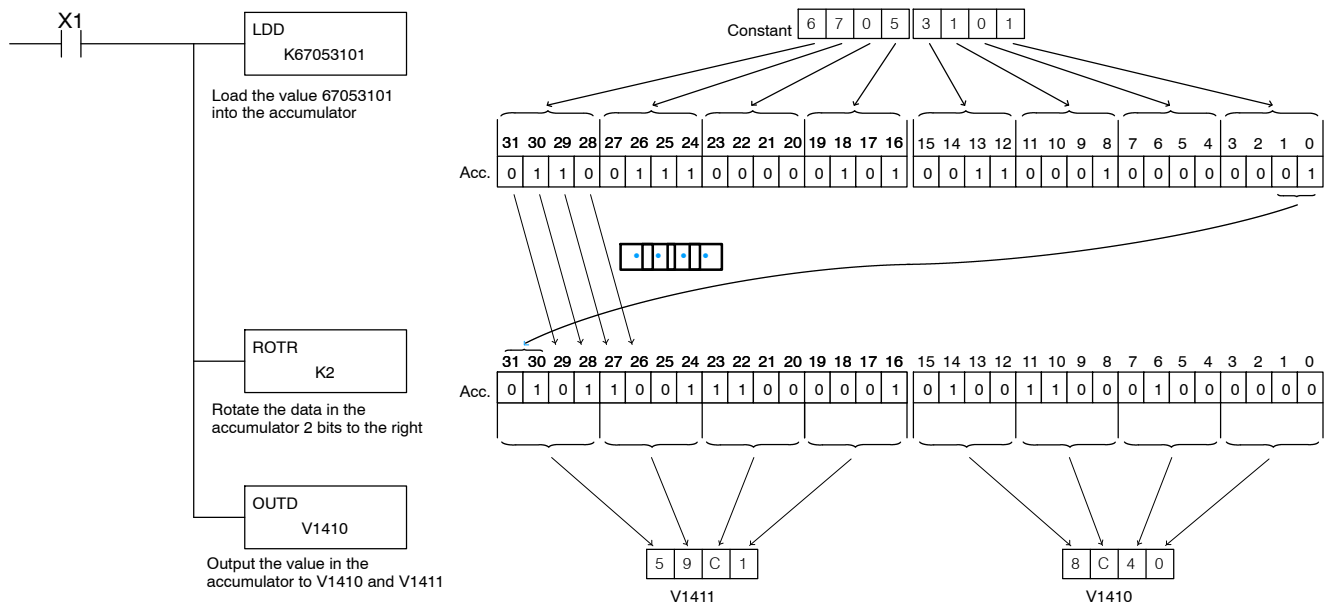 X1
LDD
K67053101
Load the value 67053101
into the accumulator
Constant 6 7 0 5 3 1 0 1
31 30 29 28 27 26 25 24 23 22 21 20 19 18 17 16 15 14 13 12 11 10 9 8 7 6 5 4 3 2 1 0
Acc. 0 1 1 0 0 1 1 1 0 0 0 0 0 1 0 1 0 0 1 1 0 0 0 1 0 0 0 0 0 0 0 1
ROTR
K2
Rotate the data in the
accumulator 2 bits to the right
31 30 29 28 27 26 25 24 23 22 21 20 19 18 17 16 15 14 13 12 11 10 9 8 7 6 5 4 3 2 1 0
Acc. 0 1 0 1 1 0 0 1 1 1 0 0 0 0 0 1 0 1 0 0 1 1 0 0 0 1 0 0 0 0 0 0
OUTD
V1410
Output the value in the
accumulator to V1410 and V1411
5 9 C 1
V1411
8 C 4 0
V1410